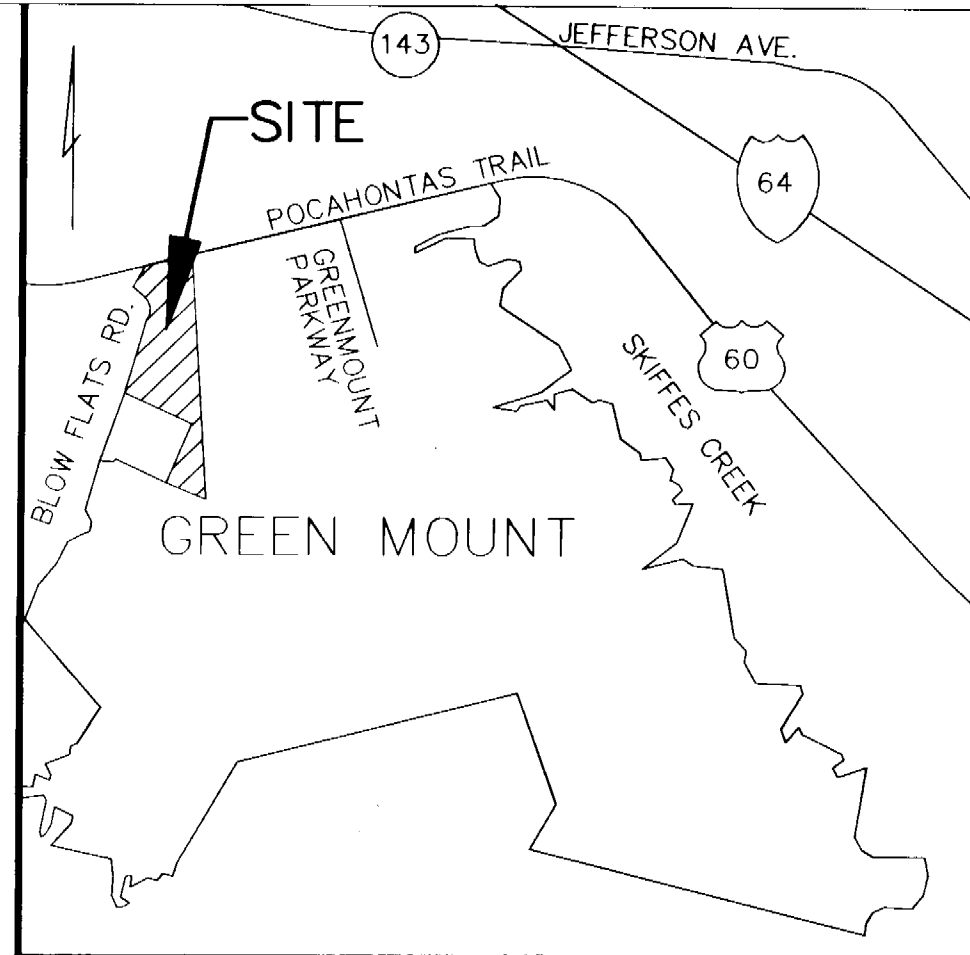 143
JEFFERSON AVE.
SITE
64
POCAHONTAS TRAIL
GREENMOUNT
PARKWAY
BLOW FLATS RD.
SKIFFES CREEK
60
GREEN MOUNT